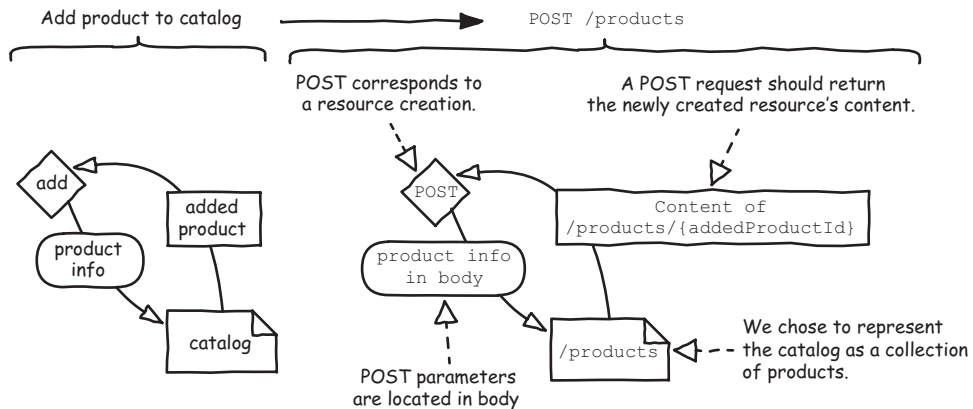 Add product to catalog
POST /products
POST corresponds to
a resource creation.
A POST request should return
the newly created resource's content.
add
added
product
product
info
catalog
POST
Content of
/products/{addedProductId}
product info
in body
/products
We chose to represent
the catalog as a collection
of products.
POST parameters
are located in body